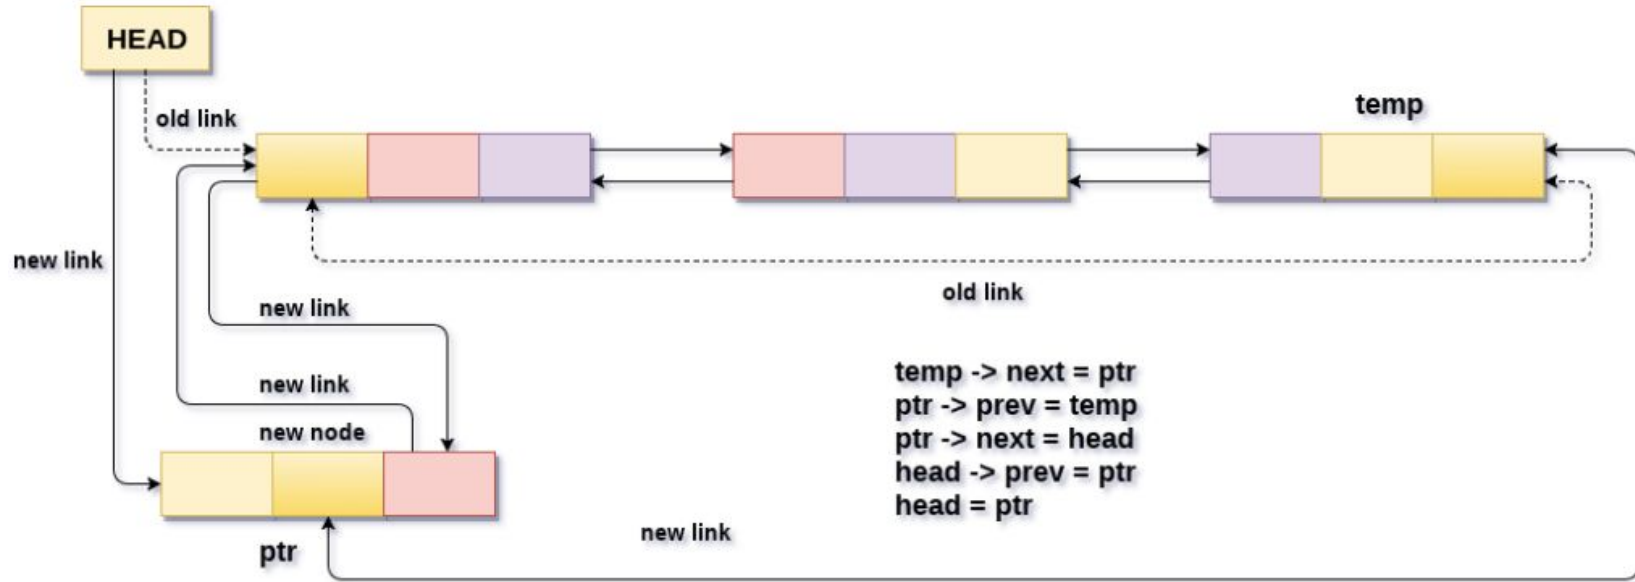 HEAD
old link
temp
new link
old link
new link
new link
new node
temp -> next = ptr
ptr -> prev = temp
ptr -> next = head
head -> prev = ptr
head = ptr
new link
ptr